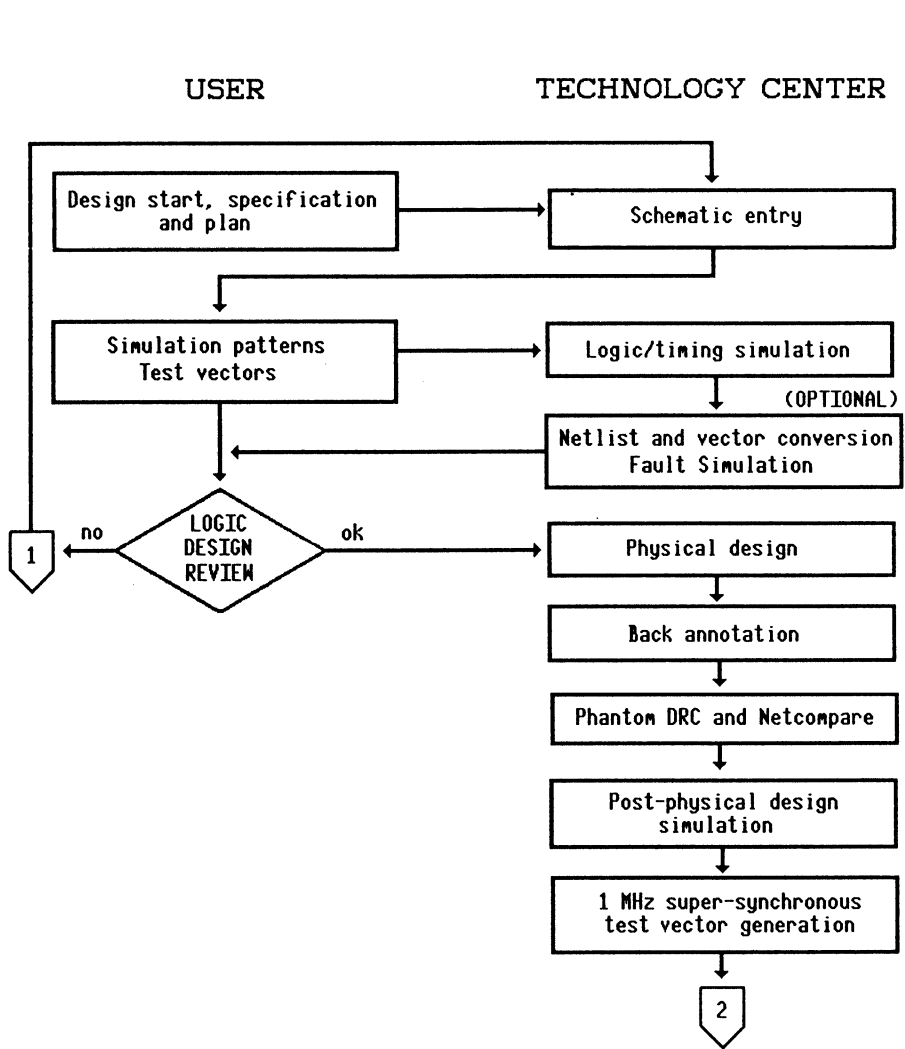 USER
TECHNOLOGY CENTER
Design start, specification
and plan
Schematic entry
Simulation patterns
Test vectors
Logic/timing simulation
(OPTIONAL)
Netlist and vector conversion
Fault Simulation
LOGIC
DESIGN
REVIEW
no
ok
1
Physical design
Back annotation
Phantom DRC and Netcompare
Post-physical design
simulation
1 MHz super-synchronous
test vector generation
2